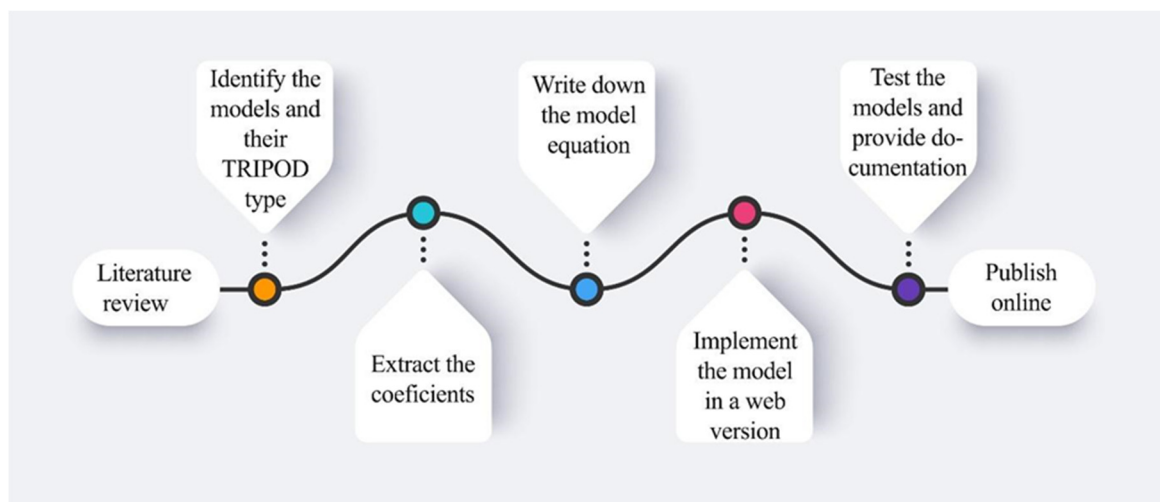 Literature
review
Identify the
models and
their
TRIPOD
type
Extract the
coeficients
Write down
the model
equation
Implement
the model
in a web
version
Test the
models and
provide do-
cumentation
Publish
online